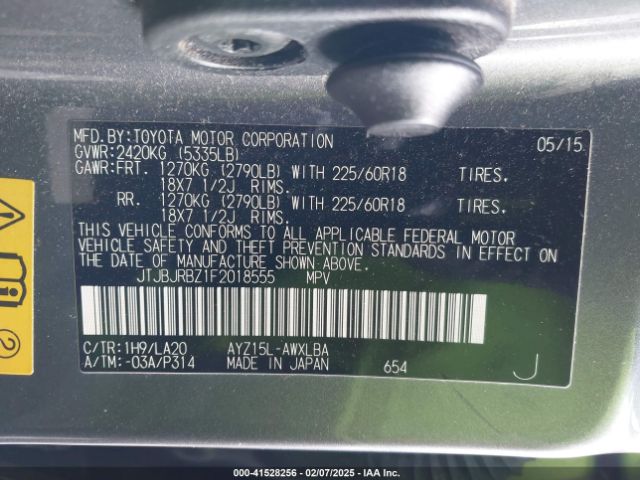 MFD.BY:TOYOTA MOTOR CORPORATION 05/15
GVWR:2420KG (5335LB)
GAWR:FRT. 1270KG (2790LB) WITH 225/60R18 TIRES.
18X7 1/2J RIMS.
RR. 1270KG (2790LB) WITH 225/60R18 TIRES.
18X7 1/2J RIMS.
THIS VEHICLE CONFORMS TO ALL APPLICABLE FEDERAL MOTOR
VEHICLE SAFETY AND THEFT PREVENTION STANDARDS IN EFFECT ON
THE DATE OF MANUFACTURE SHOWN ABOVE.
JTJBJRBZ1F2018555 MPV
C/TR:1H9/LA20 AYZ15L-AWXLBA
A/TM:-03A/P314 MADE IN JAPAN 654 J
2
000-41528256 - 02/07/2025 - IAA